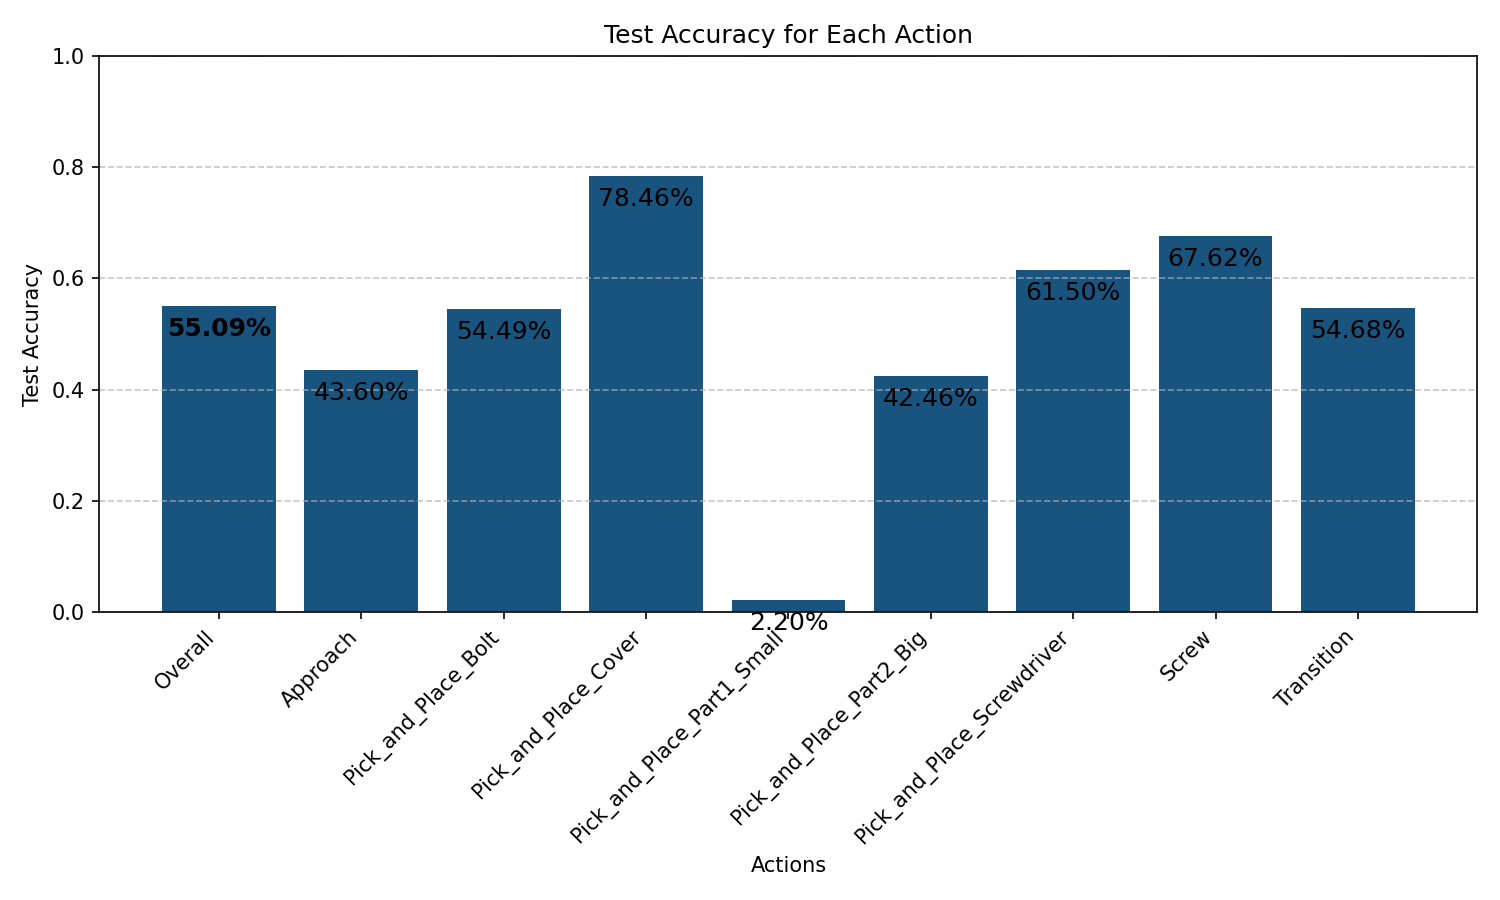 Test Accuracy for Each Action
Test Accuracy
1.0
0.8
0.6
0.4
0.2
0.0
55.09%
43.60%
54.49%
78.46%
2.20%
42.46%
61.50%
67.62%
54.68%
Overall
Approach
Pick_and_Place_Bolt
Pick_and_Place_Cover
Pick_and_Place_Part1_Small
Pick_and_Place_Part2_Big
Pick_and_Place_Screwdriver
Screw
Transition
Actions